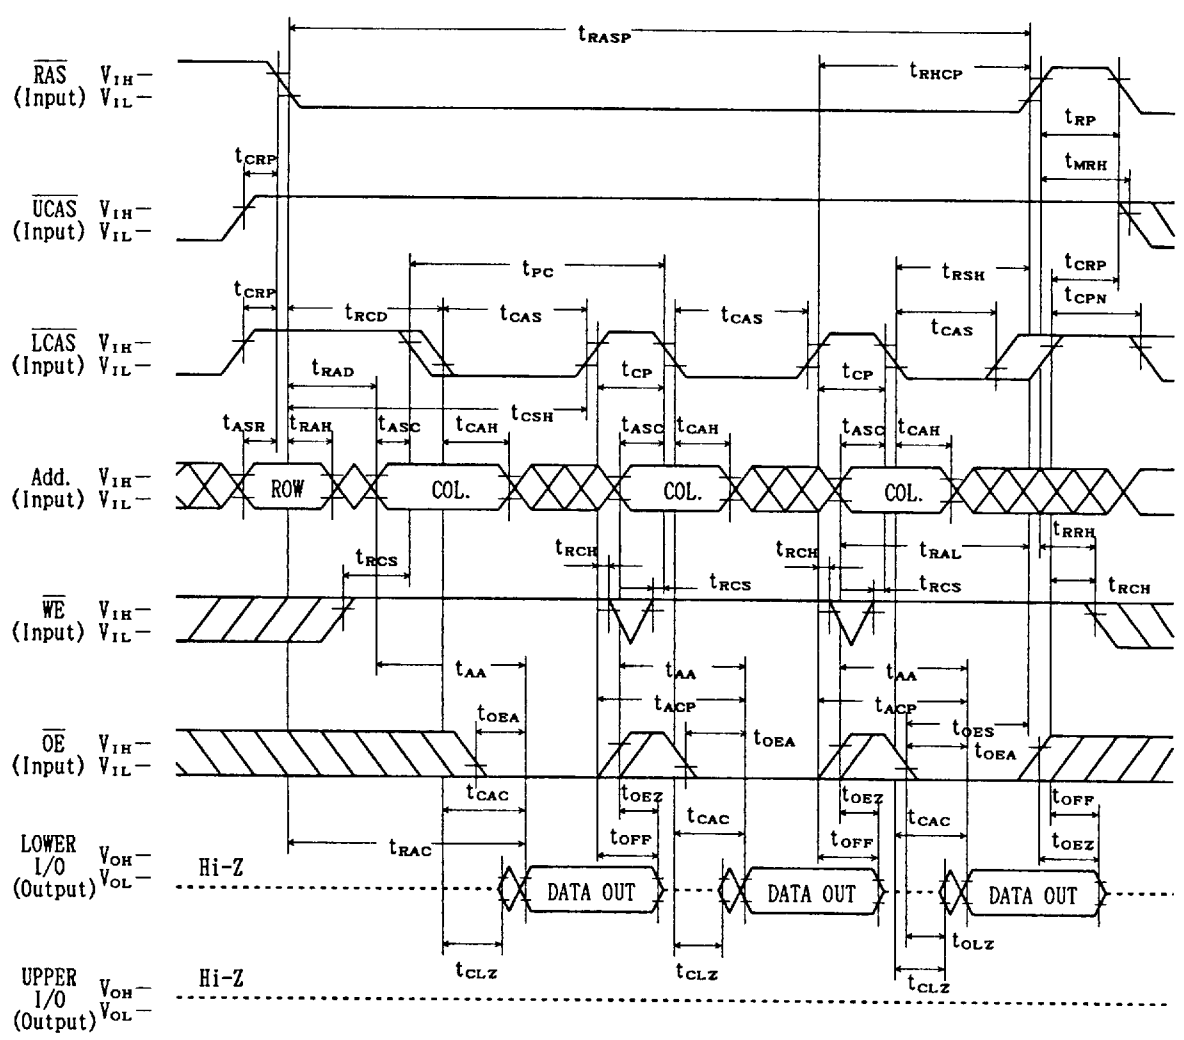 tRASP
RAS VIH
(Input) VIL
tRHCP
tRP
tCRP
tMRH
UCAS VIH
(Input) VIL
tPC
tRSH
tCRP
tCRP
tRCD
tCAS
tCAS
tCAS
tCPN
LCAS VIH
(Input) VIL
tRAD
tCP
tCP
tCSH
tASR
tRAH
tASC
tCAH
tASC
tCAH
tASC
tCAH
Add. VIH
(Input) VIL
ROW
COL.
COL.
COL.
tRCS
tRCH
tRCH
tRAL
tRRH
tRCS
tRCS
tRCH
WE VIH
(Input) VIL
tAA
tAA
tAA
tACP
tACP
tOEA
tOES
OE VIH
(Input) VIL
tOEA
tOEA
tCAC
tOEZ
tCAC
tOEZ
tCAC
tOFF
LOWER
I/O
(Output)
VOH
VOL
tRAC
tOFF
tOFF
tOEZ
Hi-Z
DATA OUT
DATA OUT
DATA OUT
tOLZ
tCLZ
tCLZ
tCLZ
UPPER
I/O
(Output)
VOH
VOL
Hi-Z